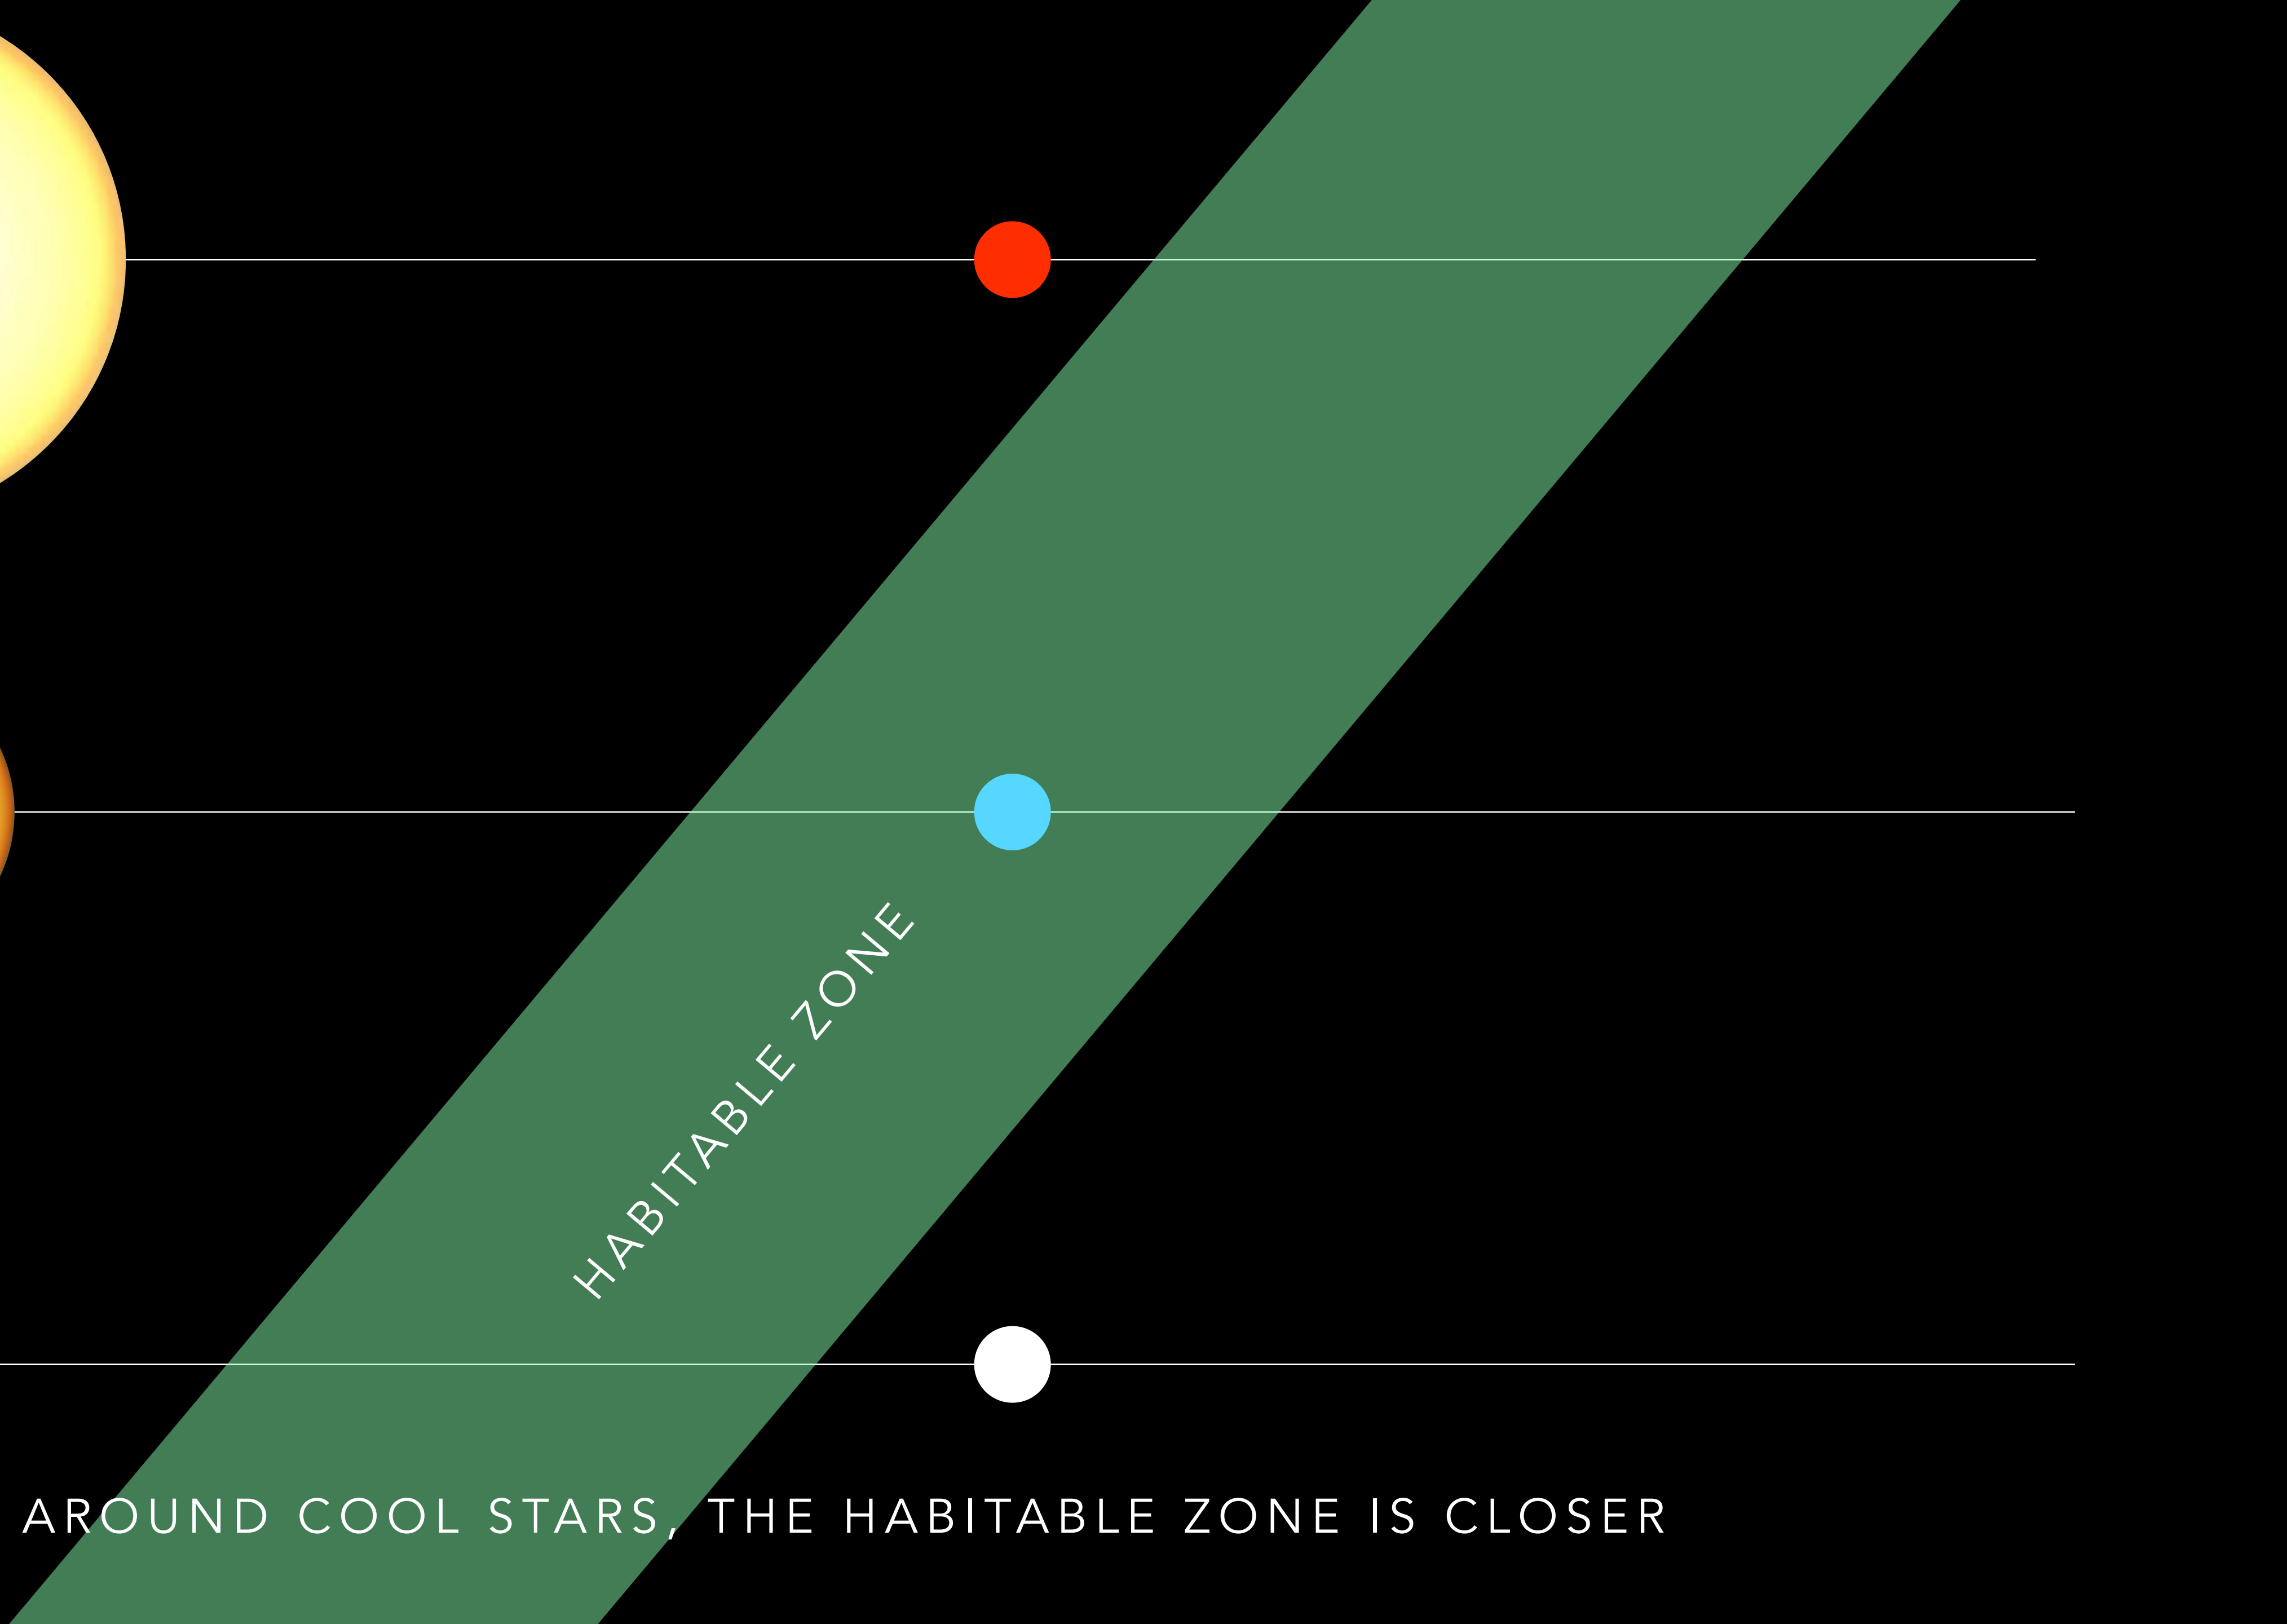 HABITABLE ZONE
AROUND COOL STARS, THE HABITABLE ZONE IS CLOSER